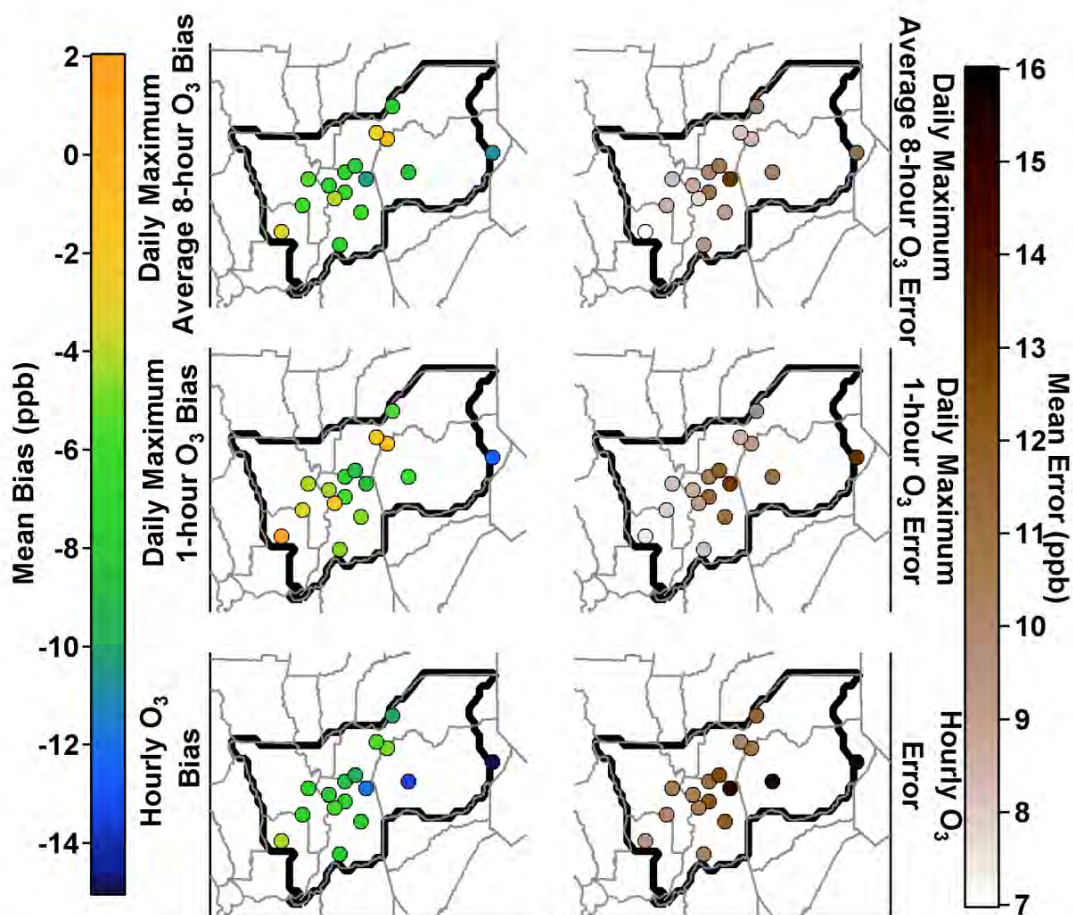 Mean Bias (ppb)
2
0
-2
-4
-6
-8
-10
-12
-14
Daily Maximum
Average 8-hour O3 Bias
Daily Maximum
1-hour O3 Bias
Hourly O3
Bias
Average 8-hour O3 Error
Daily Maximum
1-hour O3 Error
Daily Maximum
Error
Hourly O3
16
15
14
13
12
11
10
9
8
7
Mean Error (ppb)